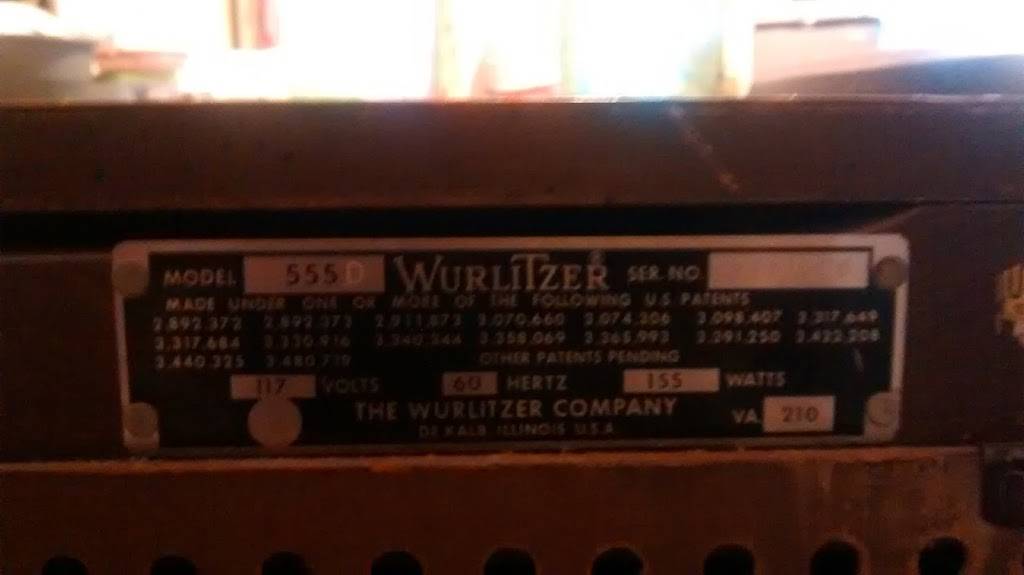 MODEL 555 D WURLITZER® SER. NO.
MADE UNDER ONE OR MORE OF THE FOLLOWING U.S. PATENTS
2,892,372 2,892,373 2,911,873 3,070,660 3,074,306 3,098,407 3,317,649
3,317,684 3,330,916 3,340,344 3,358,069 3,365,993 3,291,250 3,422,208
3,440,325 3,480,719 OTHER PATENTS PENDING
117 VOLTS 60 HERTZ 155 WATTS
THE WURLITZER COMPANY VA. 210
DE KALB ILLINOIS U.S.A.